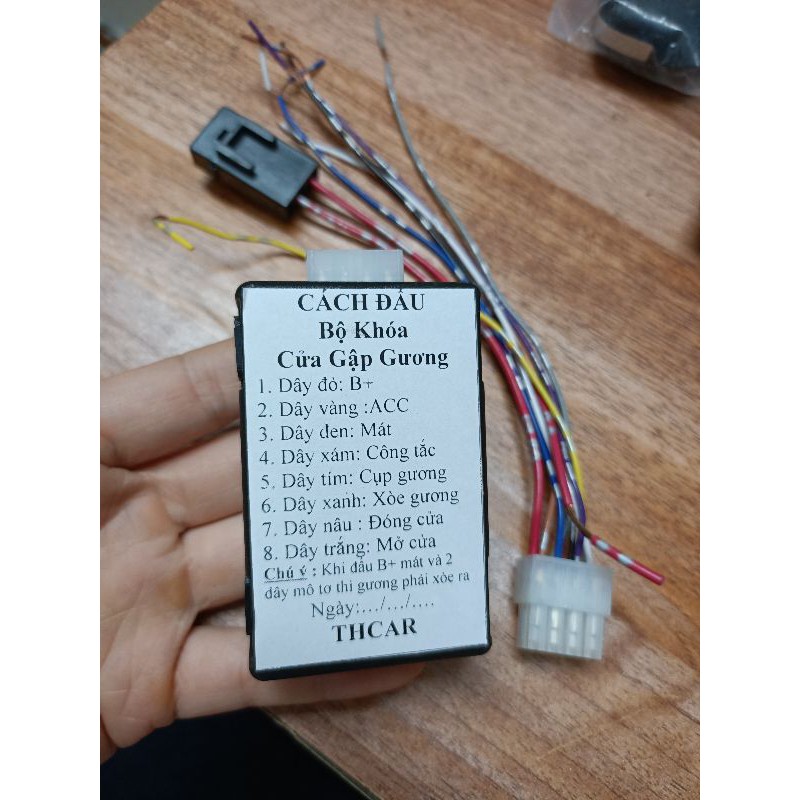 CÁCH ĐẤU
Bộ Khóa
Cửa Gập Gương
1. Dây đỏ: B+
2. Dây vàng :ACC
3. Dây đen: Mát
4. Dây xám: Công tắc
5. Dây tím: Cụp gương
6. Dây xanh: Xòe gương
7. Dây nâu : Đóng cửa
8. Dây trắng: Mở cửa
Chú ý : Khi đấu B+ mát và 2
dây mô tơ thì gương phải xòe ra
Ngày:.../.../....
THCAR